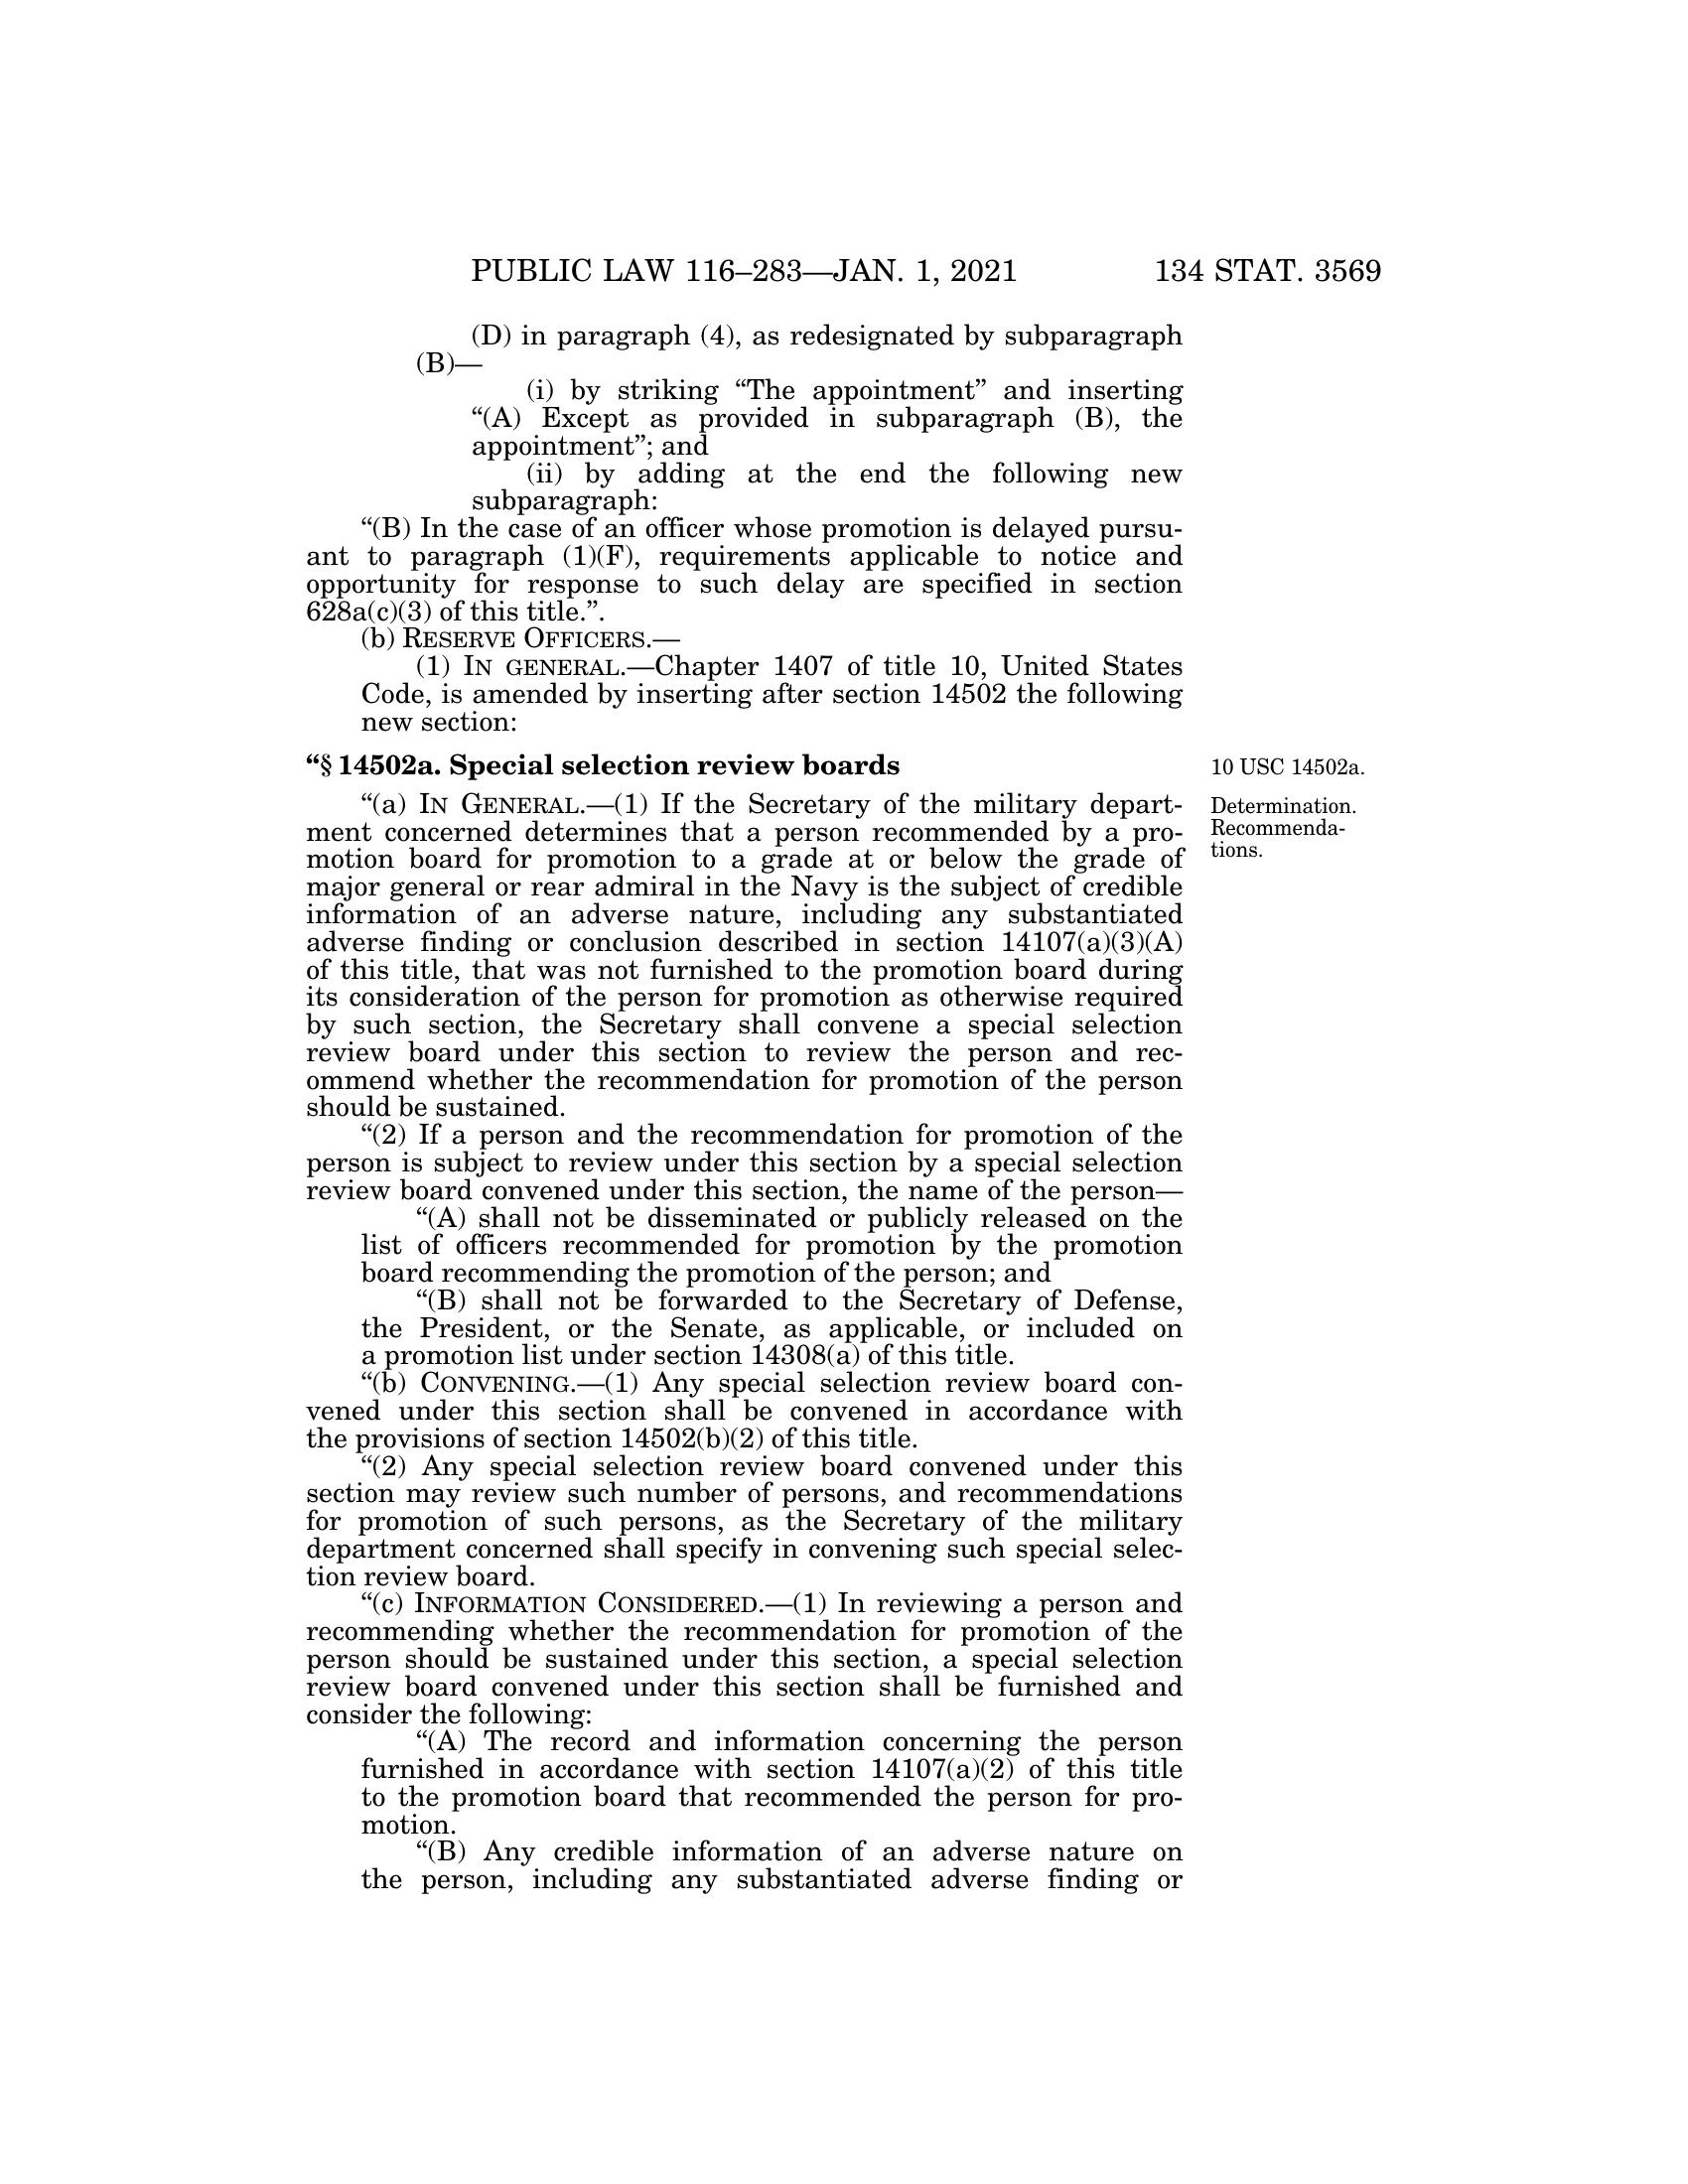 PUBLIC LAW 116–283—JAN. 1, 2021 134 STAT. 3569
(D) in paragraph (4), as redesignated by subparagraph
(B)—
(i) by striking “The appointment” and inserting
“(A) Except as provided in subparagraph (B), the
appointment”; and
(ii) by adding at the end the following new
subparagraph:
“(B) In the case of an officer whose promotion is delayed pursu-
ant to paragraph (1)(F), requirements applicable to notice and
opportunity for response to such delay are specified in section
628a(c)(3) of this title.”.
(b) RESERVE OFFICERS.—
(1) IN GENERAL.—Chapter 1407 of title 10, United States
Code, is amended by inserting after section 14502 the following
new section:
“§ 14502a. Special selection review boards
10 USC 14502a.
“(a) IN GENERAL.—(1) If the Secretary of the military depart-
ment concerned determines that a person recommended by a pro-
motion board for promotion to a grade at or below the grade of
major general or rear admiral in the Navy is the subject of credible
information of an adverse nature, including any substantiated
adverse finding or conclusion described in section 14107(a)(3)(A)
of this title, that was not furnished to the promotion board during
its consideration of the person for promotion as otherwise required
by such section, the Secretary shall convene a special selection
review board under this section to review the person and rec-
ommend whether the recommendation for promotion of the person
should be sustained.
Determination.
Recommenda-
tions.
“(2) If a person and the recommendation for promotion of the
person is subject to review under this section by a special selection
review board convened under this section, the name of the person—
“(A) shall not be disseminated or publicly released on the
list of officers recommended for promotion by the promotion
board recommending the promotion of the person; and
“(B) shall not be forwarded to the Secretary of Defense,
the President, or the Senate, as applicable, or included on
a promotion list under section 14308(a) of this title.
“(b) CONVENING.—(1) Any special selection review board con-
vened under this section shall be convened in accordance with
the provisions of section 14502(b)(2) of this title.
“(2) Any special selection review board convened under this
section may review such number of persons, and recommendations
for promotion of such persons, as the Secretary of the military
department concerned shall specify in convening such special selec-
tion review board.
“(c) INFORMATION CONSIDERED.—(1) In reviewing a person and
recommending whether the recommendation for promotion of the
person should be sustained under this section, a special selection
review board convened under this section shall be furnished and
consider the following:
“(A) The record and information concerning the person
furnished in accordance with section 14107(a)(2) of this title
to the promotion board that recommended the person for pro-
motion.
“(B) Any credible information of an adverse nature on
the person, including any substantiated adverse finding or